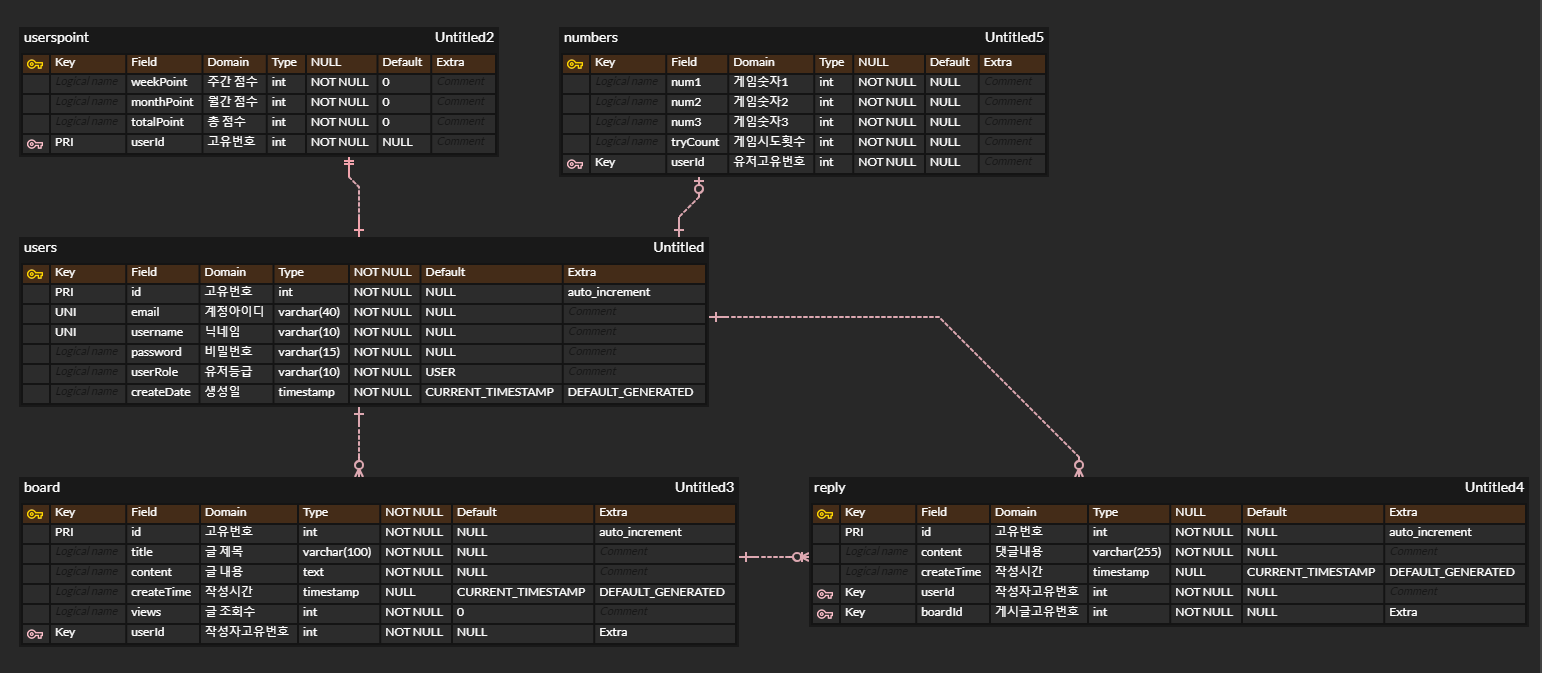 userspoint Untitled2
Key Field Domain Type NULL Default Extra
Logical name weekPoint 주간 점수 int NOT NULL 0 Comment
Logical name monthPoint 월간 점수 int NOT NULL 0 Comment
Logical name totalPoint 총 점수 int NOT NULL 0 Comment
PRI userId 고유번호 int NOT NULL NULL Comment
numbers Untitled5
Key Field Domain Type NULL Default Extra
Logical name num1 게임숫자1 int NOT NULL NULL Comment
Logical name num2 게임숫자2 int NOT NULL NULL Comment
Logical name num3 게임숫자3 int NOT NULL NULL Comment
Logical name tryCount 게임시도횟수 int NOT NULL NULL Comment
Key userId 유저고유번호 int NOT NULL NULL Comment
users Untitled
Key Field Domain Type NOT NULL Default Extra
PRI id 고유번호 int NOT NULL NULL auto_increment
UNI email 계정아이디 varchar(40) NOT NULL NULL Comment
UNI username 닉네임 varchar(10) NOT NULL NULL Comment
Logical name password 비밀번호 varchar(15) NOT NULL NULL Comment
Logical name userRole 유저등급 varchar(10) NOT NULL USER Comment
Logical name createDate 생성일 timestamp NOT NULL CURRENT_TIMESTAMP DEFAULT_GENERATED
board Untitled3
Key Field Domain Type NOT NULL Default Extra
PRI id 고유번호 int NOT NULL NULL auto_increment
Logical name title 글 제목 varchar(100) NOT NULL NULL Comment
Logical name content 글 내용 text NOT NULL NULL Comment
Logical name createTime 작성시간 timestamp NULL CURRENT_TIMESTAMP DEFAULT_GENERATED
Logical name views 글 조회수 int NOT NULL 0 Comment
Key userId 작성자고유번호 int NOT NULL NULL Extra
reply Untitled4
Key Field Domain Type NULL Default Extra
PRI id 고유번호 int NOT NULL NULL auto_increment
Logical name content 댓글내용 varchar(255) NOT NULL NULL Comment
Logical name createTime 작성시간 timestamp NULL CURRENT_TIMESTAMP DEFAULT_GENERATED
Key userId 작성자고유번호 int NOT NULL NULL Comment
Key boardId 게시글고유번호 int NOT NULL NULL Extra